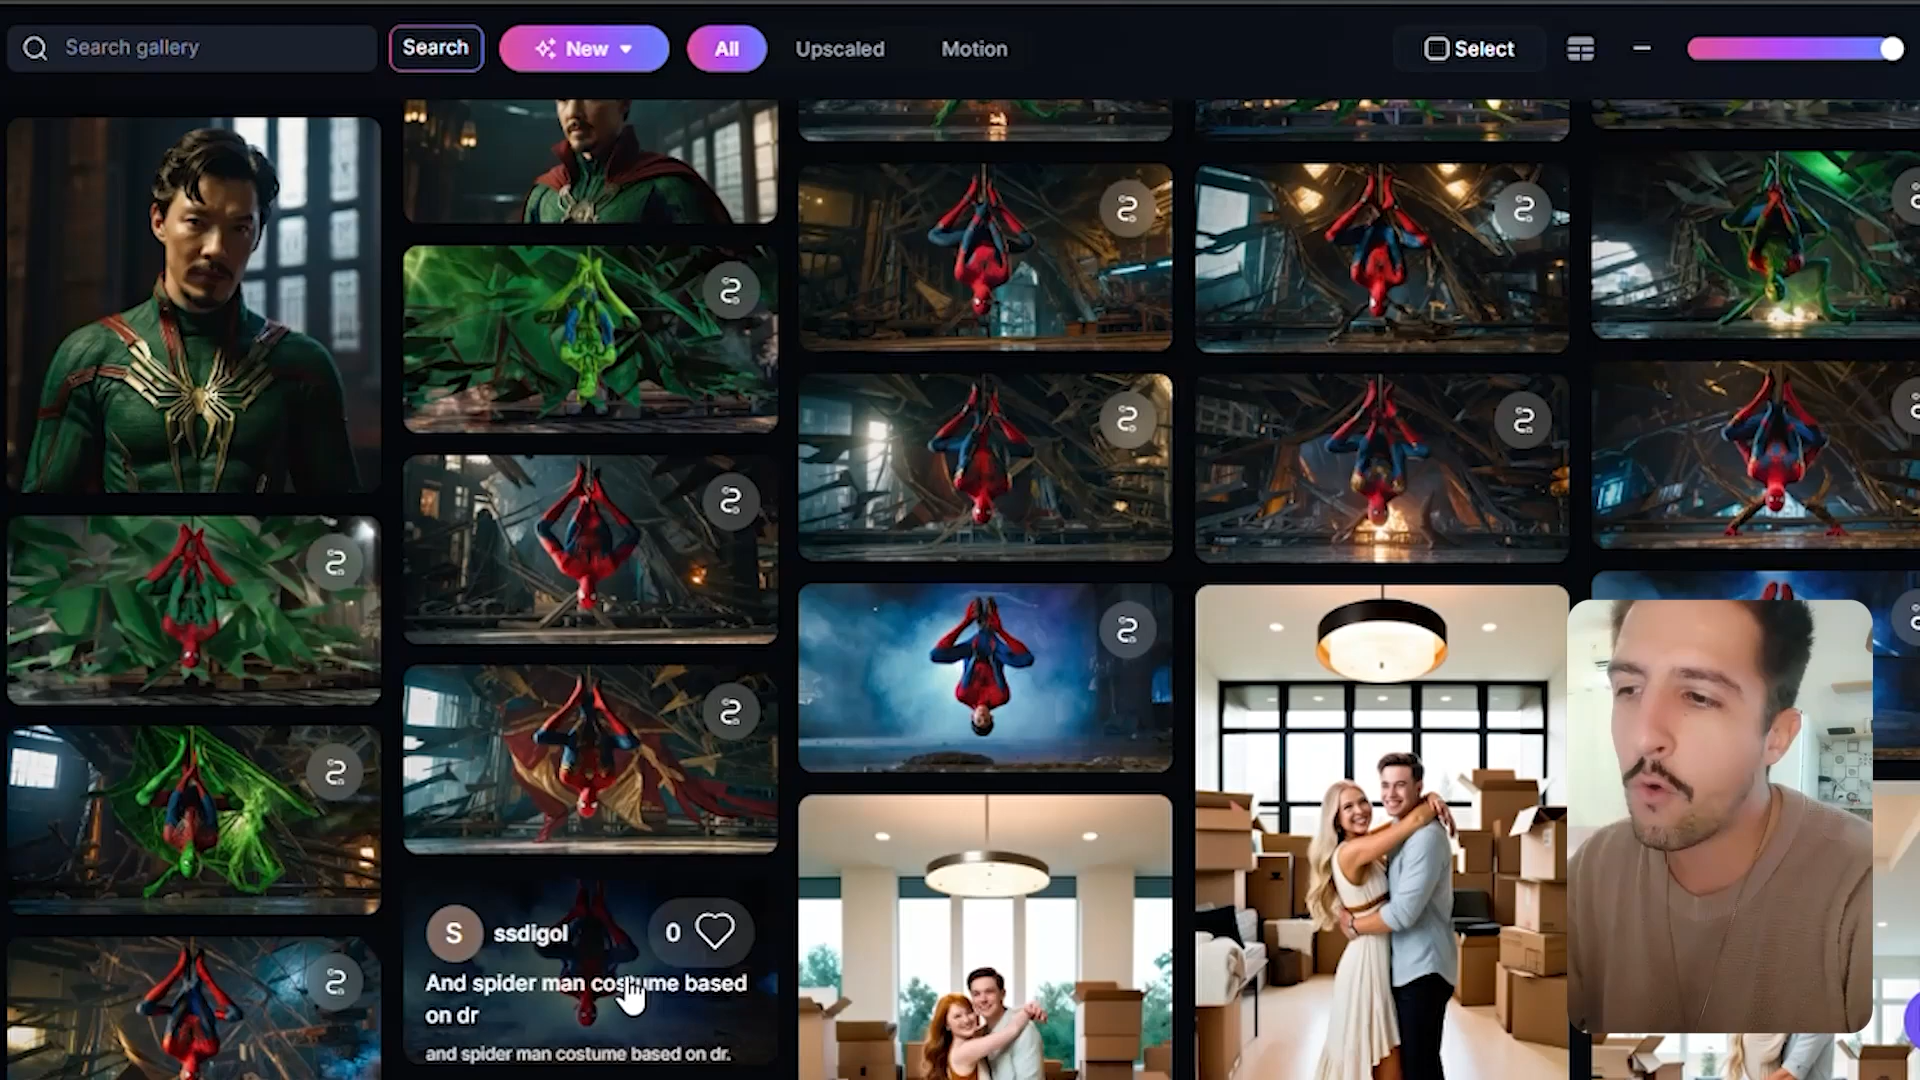 Search gallery
Search
New
All
Upscaled
Motion
Select
S
ssdigol
0
And spider man costume based
on dr
and spider man costume based on dr.